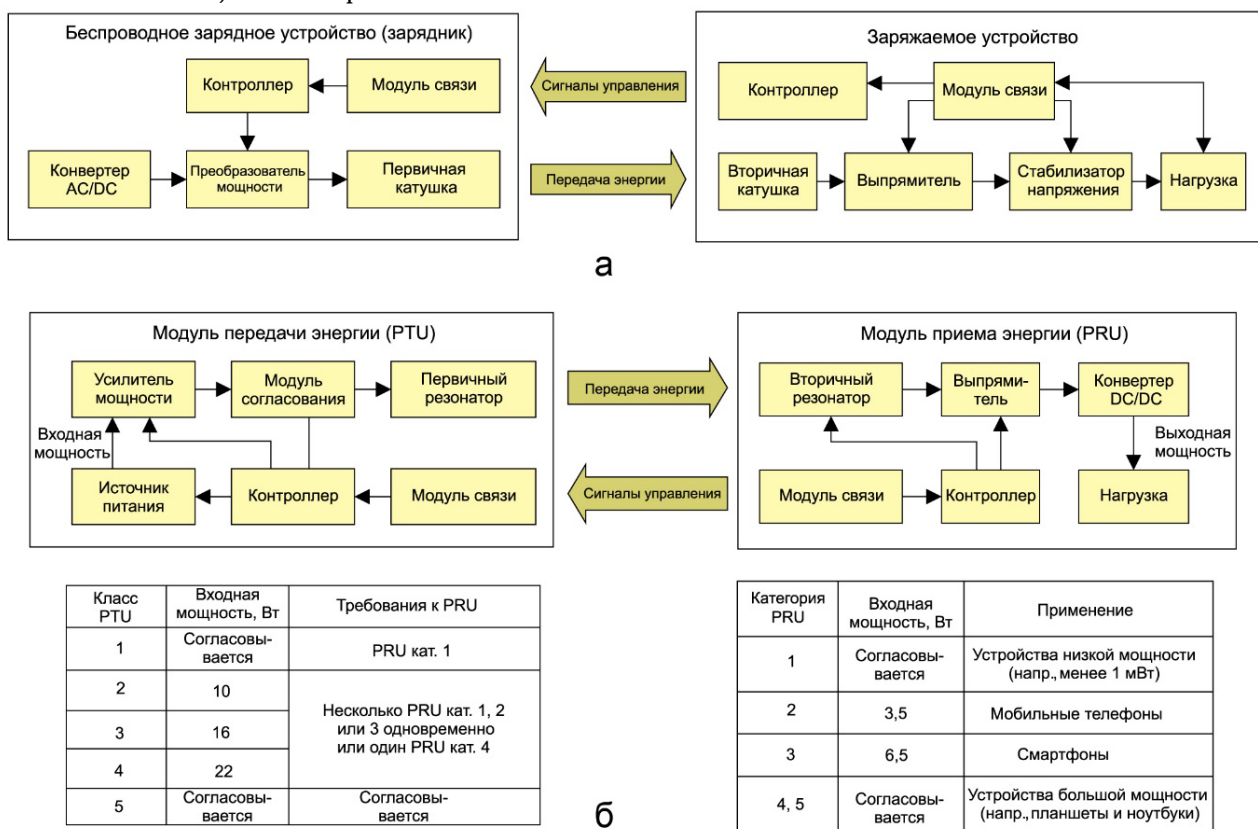 Беспроводное зарядное устройство (зарядник)
Контроллер
Модуль связи
Конвертер
AC/DC
Преобразователь
мощности
Первичная
катушка
Сигналы управления
Передача энергии
Заряжаемое устройство
Контроллер
Модуль связи
Вторичная
катушка
Выпрямитель
Стабилизатор
напряжения
Нагрузка
а
Модуль передачи энергии (PTU)
Усилитель
мощности
Модуль
согласования
Первичный
резонатор
Входная
мощность
Источник
питания
Контроллер
Модуль связи
Передача энергии
Сигналы управления
Модуль приема энергии (PRU)
Вторичный
резонатор
Выпрями-
тель
Конвертер
DC/DC
Выходная
мощность
Модуль связи
Контроллер
Нагрузка
Класс
PTU
Входная
мощность, Вт
Требования к PRU
1
Согласовы-
вается
PRU кат. 1
2
10
3
16
4
22
Несколько PRU кат. 1, 2
или 3 одновременно
или один PRU кат. 4
5
Согласовы-
вается
Согласовы-
вается
б
Категория
PRU
Входная
мощность, Вт
Применение
1
Согласовы-
вается
Устройства низкой мощности
(напр., менее 1 мВт)
2
3,5
Мобильные телефоны
3
6,5
Смартфоны
4, 5
Согласовы-
вается
Устройства большой мощности
(напр., планшеты и ноутбуки)